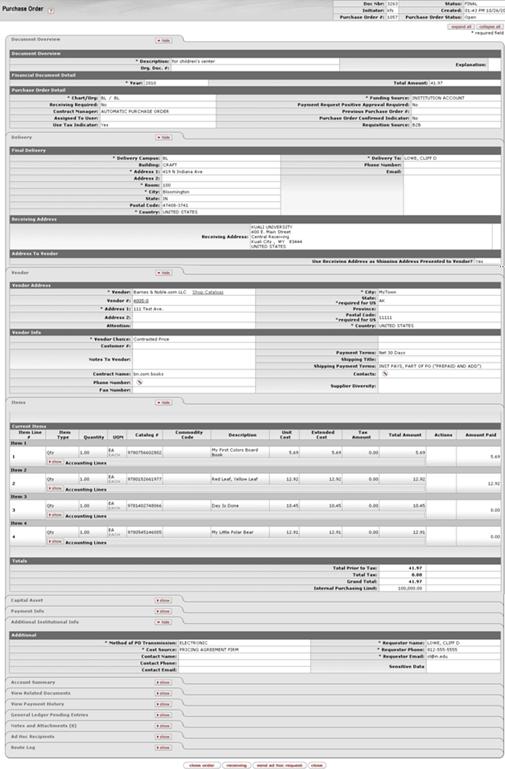 Purchase Order
Doc Nbr: 3263 Status: FINAL
Initiator: kfs Created: 01:43 PM 10/26/20
Purchase Order #: 1057 Purchase Order Status: Open
expand all collapse all
* required field
Document Overview hide
Document Overview
* Description: for children's center
Explanation:
Org. Doc. #:
Financial Document Detail
* Year: 2010 Total Amount: 41.97
Purchase Order Detail
* Chart/Org: BL / BL * Funding Source: INSTITUTION ACCOUNT
Receiving Required: No Payment Request Positive Approval Required: No
Contract Manager: AUTOMATIC PURCHASE ORDER Previous Purchase Order #:
Assigned To User: Purchase Order Confirmed Indicator: No
Use Tax Indicator: Yes Requisition Source: B2B
Delivery hide
Final Delivery
* Delivery Campus: BL * Delivery To: LOWE, CLIFF D
Building: CRAFT Phone Number:
* Address 1: 419 N Indiana Ave Email:
Address 2:
* Room: 100
* City: Bloomington
State: IN
Postal Code: 47408-3741
* Country: UNITED STATES
Receiving Address
KUALI UNIVERSITY
400 E. Main Street
Receiving Address: Central Receiving
Kuali City , WY 83644
UNITED STATES
Address To Vendor
Use Receiving Address as Shipping Address Presented to Vendor? Yes
Vendor hide
Vendor Address
* Vendor: Barnes & Noble.com LLC Shop Catalogs * City: MyTown
Vendor #: 4005-0 State: *required for US AK
* Address 1: 111 Test Ave. Province:
Address 2: Postal Code: *required for US 11111
Attention: * Country: UNITED STATES
Vendor Info
* Vendor Choice: Contracted Price
Customer #:
Notes To Vendor: Payment Terms: Net 30 Days
Shipping Title:
Shipping Payment Terms: INST PAYS, PART OF PO ("PREPAID AND ADD")
Contract Name: bn.com books Contacts:
Phone Number: Supplier Diversity:
Fax Number:
Items hide
Current Items
Item Line # Item Type Quantity UOM Catalog # Commodity Code Description Unit Cost Extended Cost Tax Amount Total Amount Actions Amount Paid
Item 1
1 Qty 1.00 EA EACH 9780756602802 My First Colors Board Book 5.69 5.69 0.00 5.69 5.69
show Accounting Lines
Item 2
2 Qty 1.00 EA EACH 9780152661977 Red Leaf, Yellow Leaf 12.92 12.92 0.00 12.92 12.92
show Accounting Lines
Item 3
3 Qty 1.00 EA EACH Day Is Done 10.45 10.45 0.00 10.45 0.00
show Accounting Lines
Item 4
4 Qty 1.00 EA EACH My Little Polar Bear 12.91 12.91 0.00 12.91 0.00
show Accounting Lines
Totals
Total Prior to Tax: 41.97
Total Tax: 0.00
Grand Total: 41.97
Internal Purchasing Limit: 100,000.00
Capital Asset show
Payment Info show
Additional Institutional Info hide
Additional
* Method of PO Transmission: ELECTRONIC * Requestor Name: LOWE, CLIFF D
* Cost Source: PRICING AGREEMENT FIRM * Requestor Phone: 812-555-5555
Contact Name: * Requestor Email:
Contact Phone: Sensitive Data
Contact Email:
Account Summary show
View Related Documents show
View Payment History show
General Ledger Pending Entries show
Notes and Attachments (6) show
Ad Hoc Recipients show
Route Log show
close order receiving send ad hoc request close